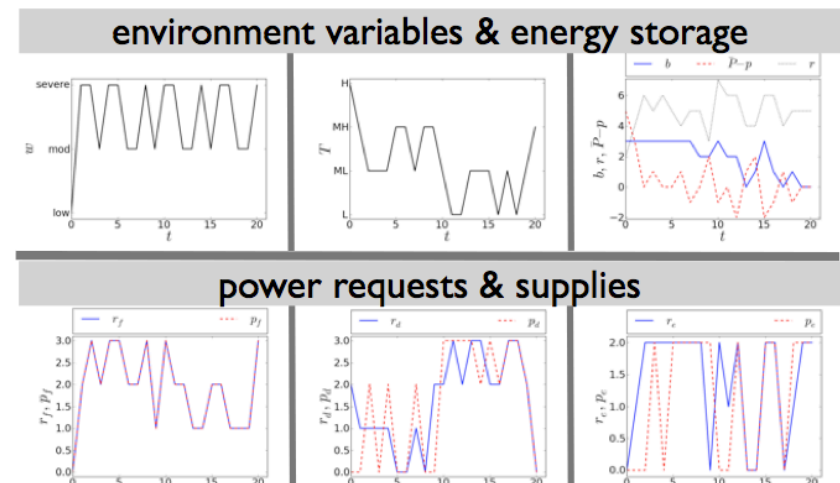 environment variables & energy storage
b P̄−p r
severe
mod
low
w
0 5 10 15 20
t
H
MH
ML
L
T
0 5 10 15 20
t
6
4
2
0
−2
b, r, P̄−p
0 5 10 15 20
t
power requests & supplies
r_f p_f
3.0
2.5
2.0
1.5
1.0
0.5
0.0
r_f, p_f
0 5 10 15 20
r_d p_d
3.0
2.5
2.0
1.5
1.0
0.5
0.0
r_d, p_d
0 5 10 15 20
r_e p_e
2.0
1.5
1.0
0.5
0.0
r_e, p_e
0 5 10 15 20